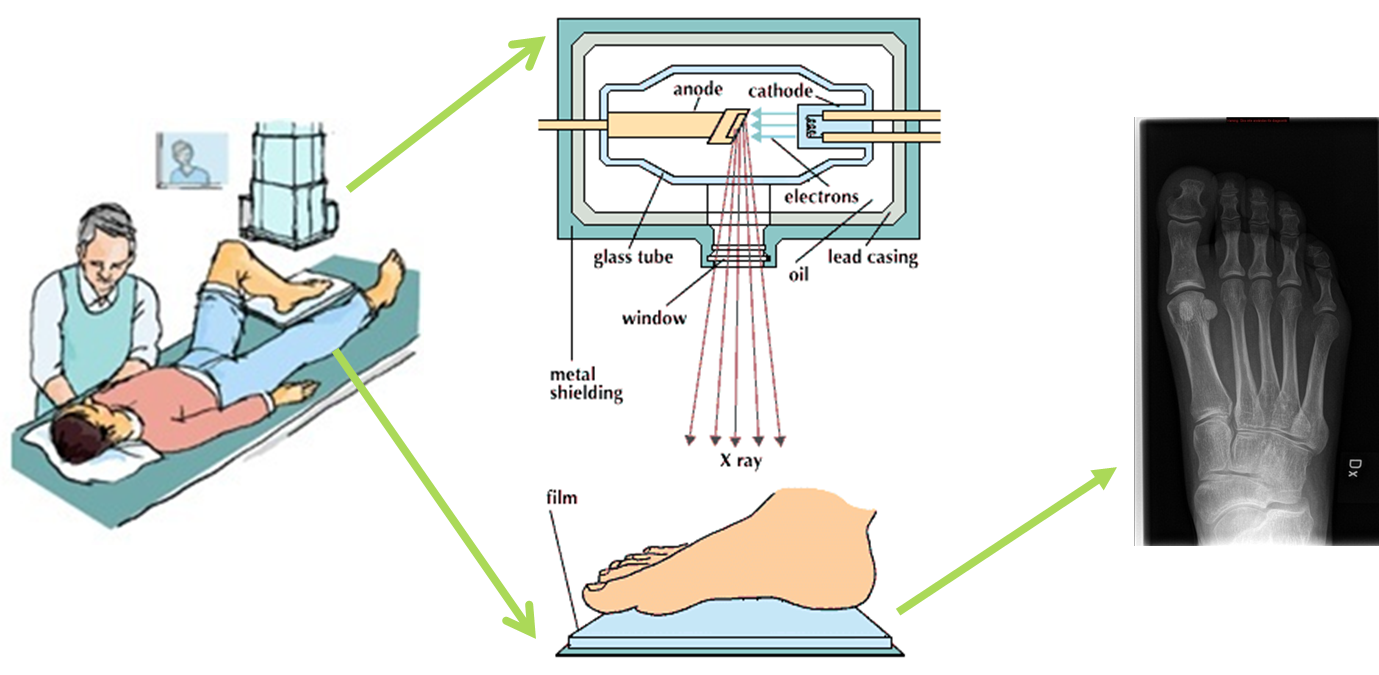 anode
cathode
electrons
glass tube
oil
lead casing
window
metal
shielding
X ray
film
Dx